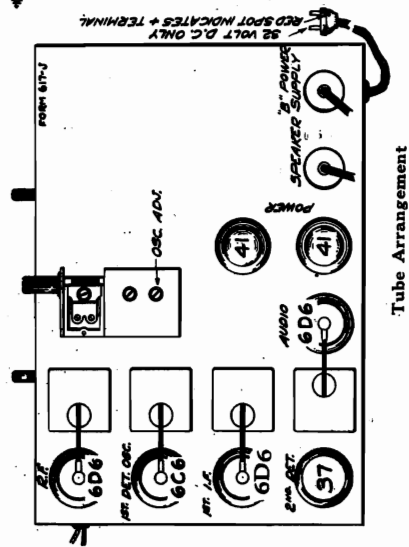 32 VOLT D.C. ONLY
RED SPOT INDICATES + TERMINAL
FORM 617-J
"B" POWER
SPEAKER SUPPLY
POWER
41
41
OSC. ADJ.
AUDIO
6D6
R.F.
6D6
1ST. DET. OSC.
6C6
1ST. I.F.
6D6
2ND. DET.
37
Tube Arrangement